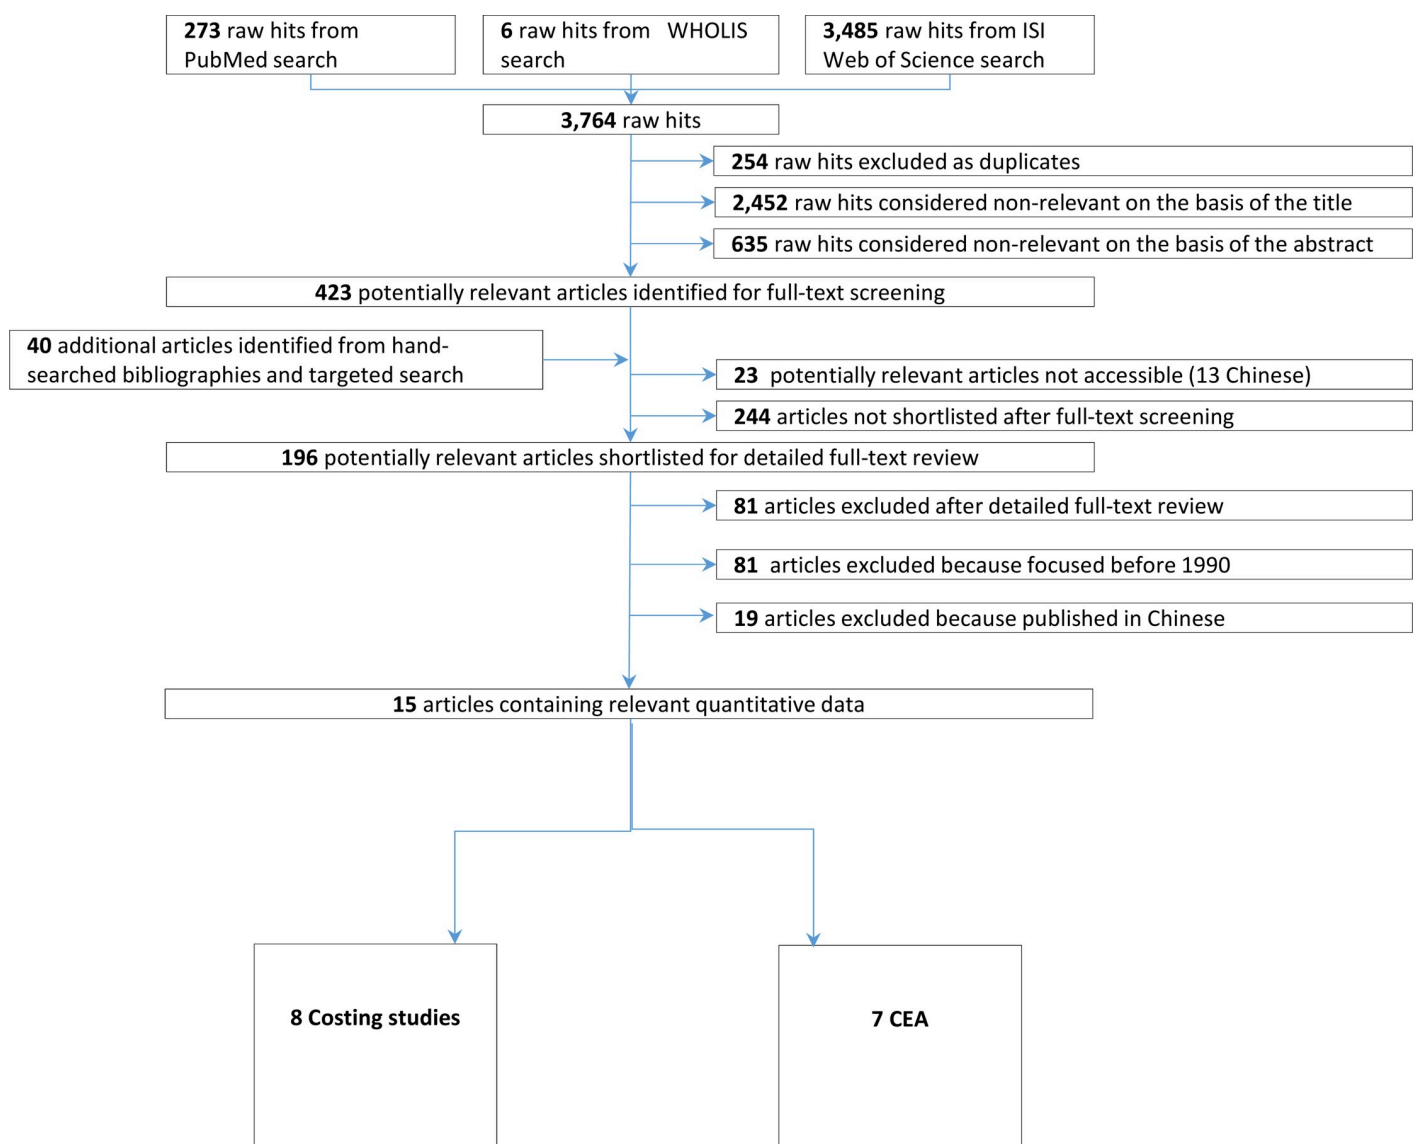 273 raw hits from
PubMed search
6 raw hits from WHOLIS
search
3,485 raw hits from ISI
Web of Science search
3,764 raw hits
254 raw hits excluded as duplicates
2,452 raw hits considered non-relevant on the basis of the title
635 raw hits considered non-relevant on the basis of the abstract
423 potentially relevant articles identified for full-text screening
40 additional articles identified from hand-
searched bibliographies and targeted search
23 potentially relevant articles not accessible (13 Chinese)
244 articles not shortlisted after full-text screening
196 potentially relevant articles shortlisted for detailed full-text review
81 articles excluded after detailed full-text review
81 articles excluded because focused before 1990
19 articles excluded because published in Chinese
15 articles containing relevant quantitative data
8 Costing studies
7 CEA